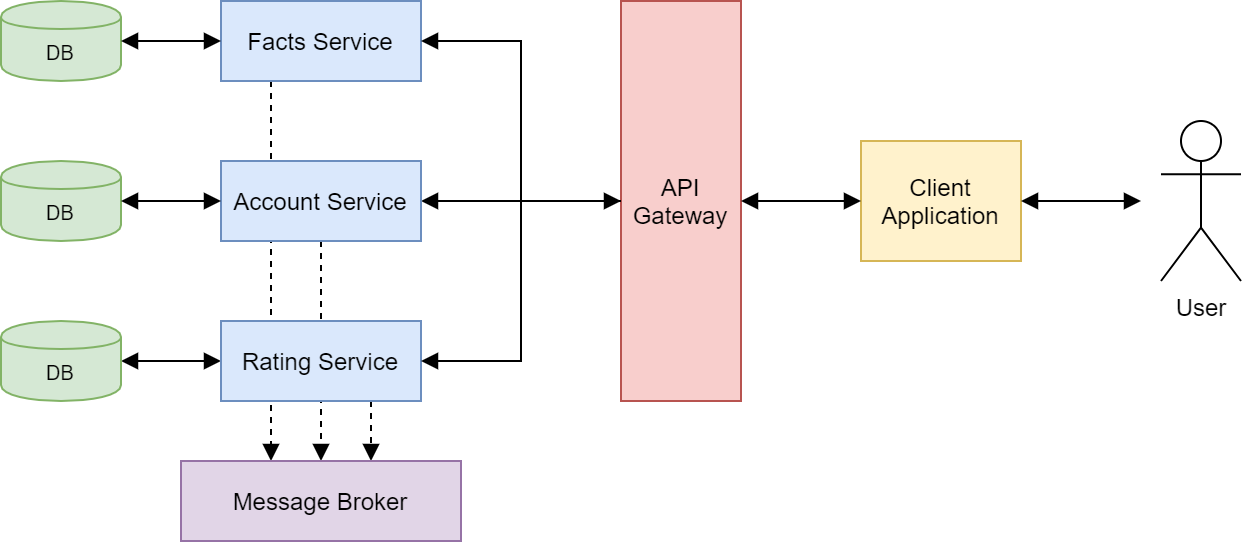 DB
Facts Service
DB
Account Service
API
Gateway
Client
Application
User
DB
Rating Service
Message Broker